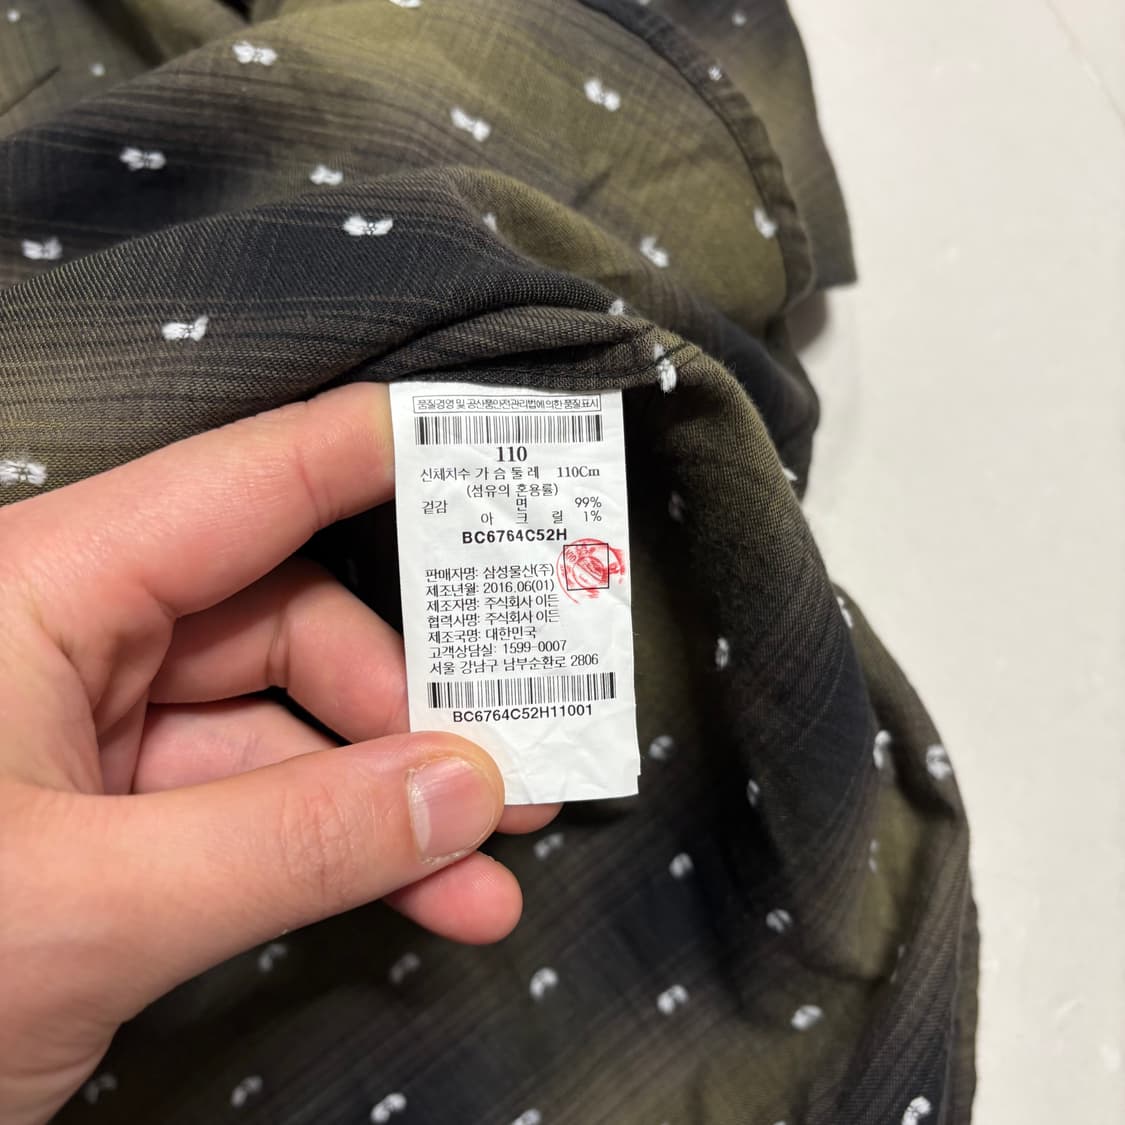 품질경영 및 공산품안전관리법에 의한 품질표시
110
신체치수 가 슴 둘 레 110Cm
(섬유의 혼용률)
겉감 면 99%
아 크 릴 1%
BC6764C52H
판매자명: 삼성물산(주)
제조년월: 2016.06(01)
제조자명: 주식회사 이든
협력사명: 주식회사 이든
제조국명: 대한민국
고객상담실: 1599-0007
서울 강남구 남부순환로 2806
BC6764C52H11001